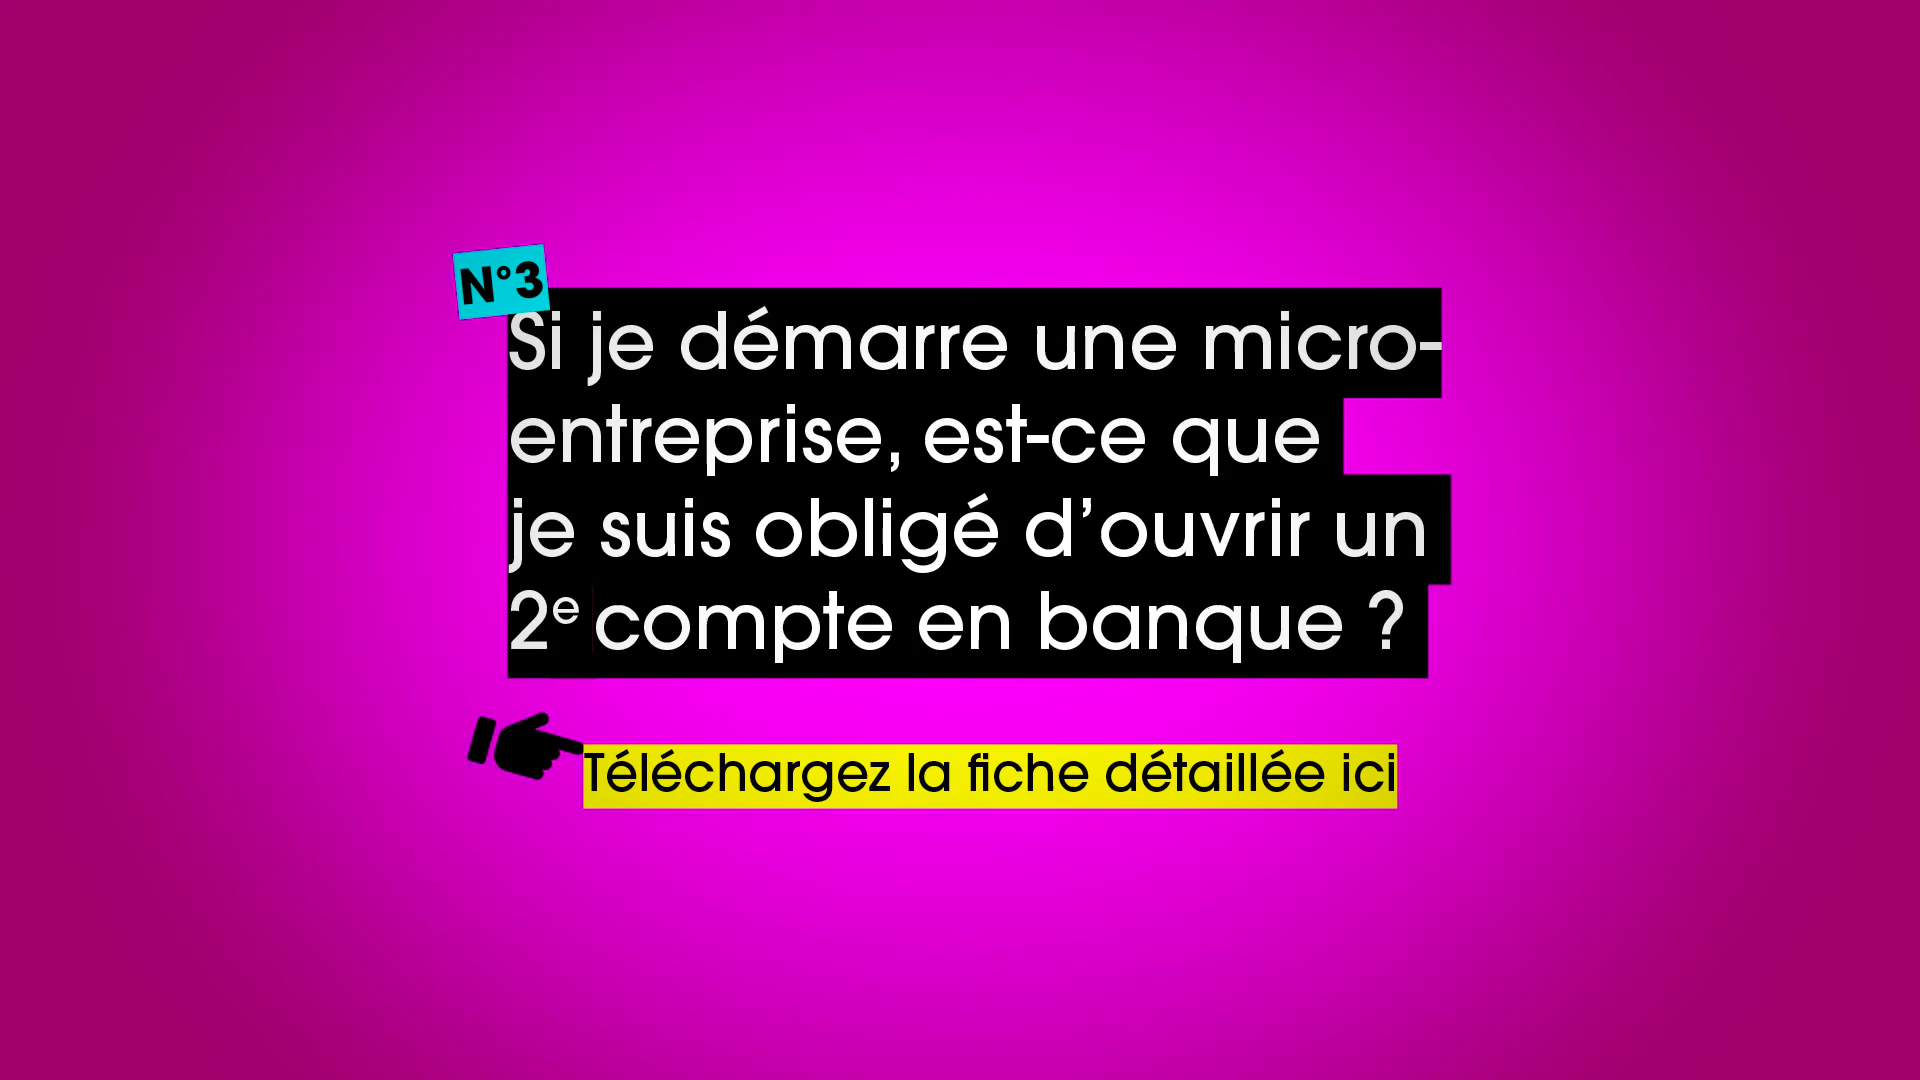 N°3
Si je démarre une micro-
entreprise, est-ce que
je suis obligé d’ouvrir un
2ᵉ compte en banque ?
Téléchargez la fiche détaillée ici